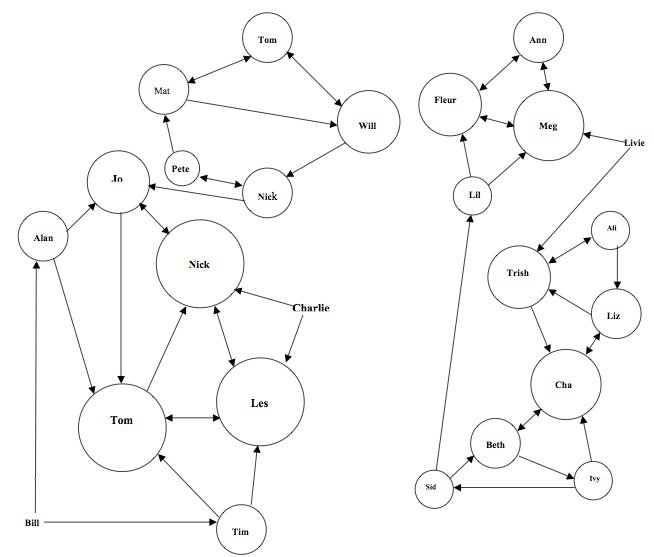 Tom
Ann
Mat
Fleur
Will
Meg
Livie
Pete
Jo
Nick
Lil
Alan
Ali
Nick
Trish
Charlie
Liz
Cha
Les
Tom
Beth
Ivy
Sid
Bill
Tim